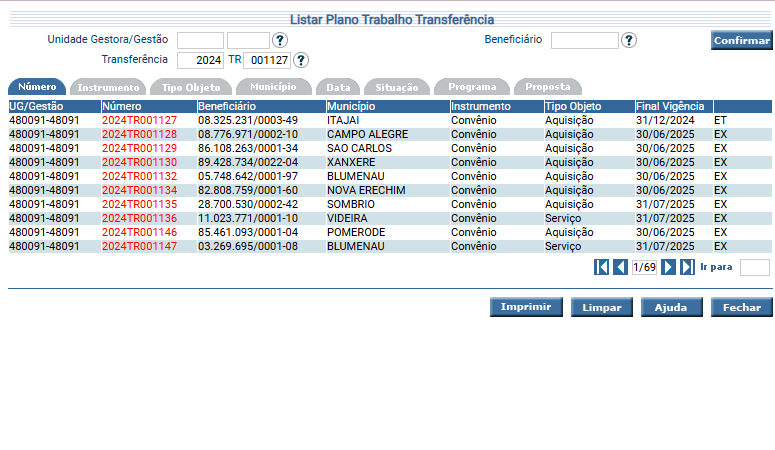 Listar Plano Trabalho Transferência
Unidade Gestora/Gestão ? Beneficiário ? Confirmar
Transferência 2024 TR 001127 ?
Número Instrumento Tipo Objeto Município Data Situação Programa Proposta
UG/Gestão Número Beneficiário Município Instrumento Tipo Objeto Final Vigência
480091-48091 2024TR001127 08.325.231/0003-49 ITAJAI Convênio Aquisição 31/12/2024 ET
480091-48091 2024TR001128 08.776.971/0002-10 CAMPO ALEGRE Convênio Aquisição 30/06/2025 EX
480091-48091 2024TR001129 86.108.263/0001-34 SAO CARLOS Convênio Aquisição 30/06/2025 EX
480091-48091 2024TR001130 89.428.734/0022-04 XANXERE Convênio Aquisição 30/06/2025 EX
480091-48091 2024TR001132 05.748.642/0001-97 BLUMENAU Convênio Aquisição 30/06/2025 EX
480091-48091 2024TR001134 82.808.759/0001-60 NOVA ERECHIM Convênio Aquisição 30/06/2025 EX
480091-48091 2024TR001135 28.700.530/0002-42 SOMBRIO Convênio Aquisição 31/07/2025 EX
480091-48091 2024TR001136 11.023.771/0001-10 VIDEIRA Convênio Serviço 31/07/2025 EX
480091-48091 2024TR001146 85.461.093/0001-04 POMERODE Convênio Aquisição 30/06/2025 EX
480091-48091 2024TR001147 03.269.695/0001-08 BLUMENAU Convênio Serviço 31/07/2025 EX
1/69 Ir para
Imprimir Limpar Ajuda Fechar